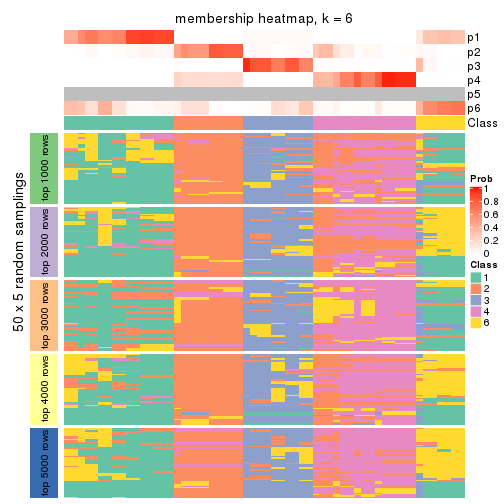 membership heatmap, k = 6
p1
p2
p3
p4
p5
p6
Class
50 x 5 random samplings
top 1000 rows
top 2000 rows
top 3000 rows
top 4000 rows
top 5000 rows
Prob
1
0.8
0.6
0.4
0.2
0
Class
1
2
3
4
6